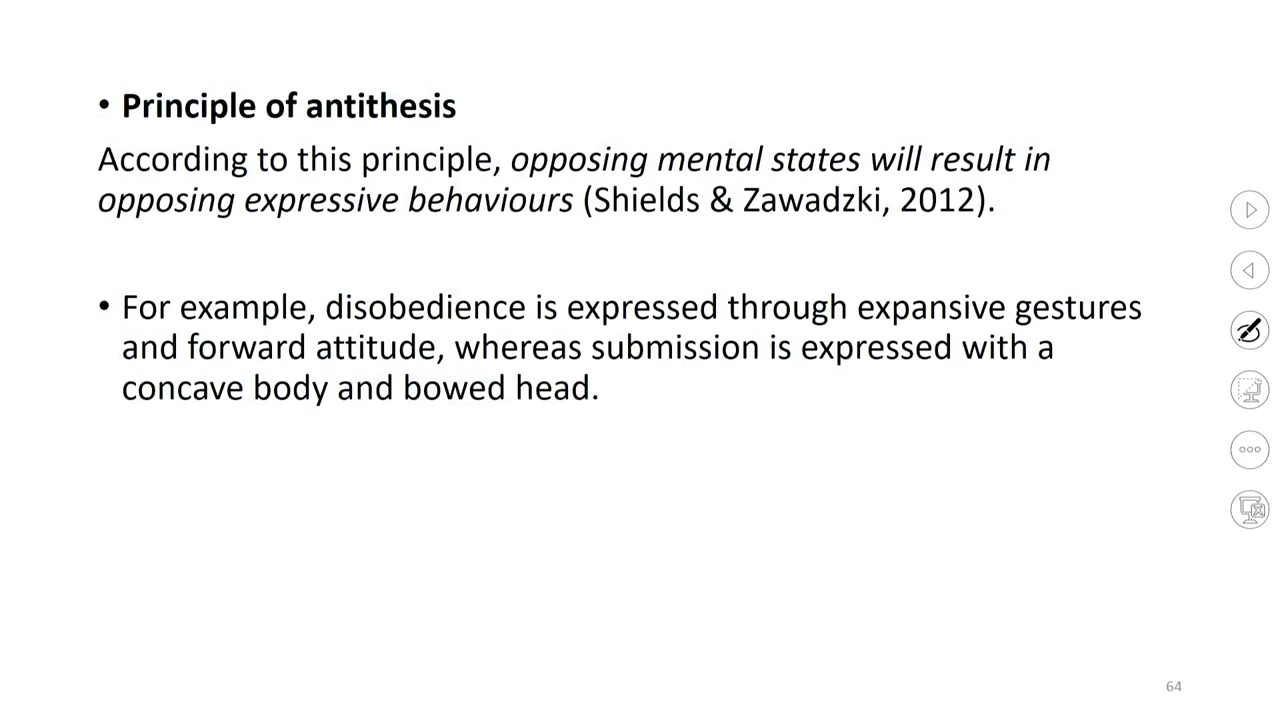 • Principle of antithesis
According to this principle, opposing mental states will result in
opposing expressive behaviours (Shields & Zawadzki, 2012).
• For example, disobedience is expressed through expansive gestures
and forward attitude, whereas submission is expressed with a
concave body and bowed head.
64